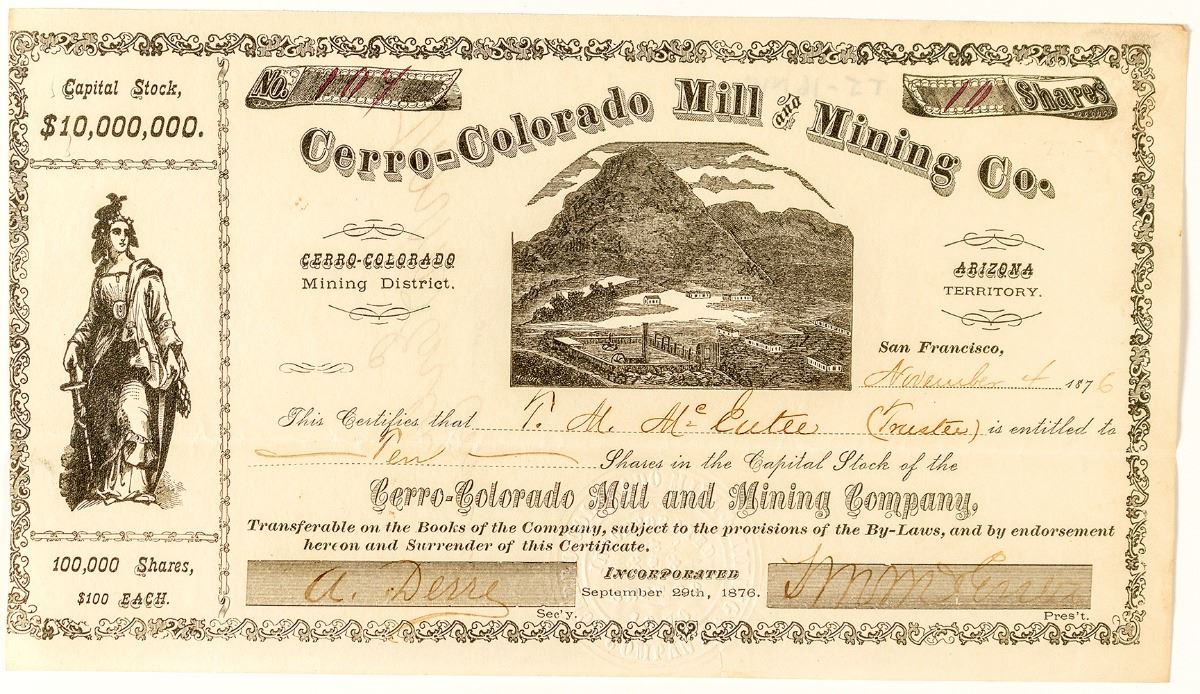 Capital Stock,
$10,000,000.
100,000 Shares,
$100 EACH.
No. 107
10 Shares
Cerro-Colorado Mill and Mining Co.
CERRO-COLORADO
Mining District.
ARIZONA
TERRITORY.
San Francisco,
November 4 1876
This Certifies that T. M. Mc (Trustee) is entitled to
Ten Shares in the Capital Stock of the
Cerro-Colorado Mill and Mining Company,
Transferable on the Books of the Company, subject to the provisions of the By-Laws, and by endorsement
hereon and Surrender of this Certificate.
A.
Sec'y.
INCORPORATED
September 29th, 1876.
Pres't.